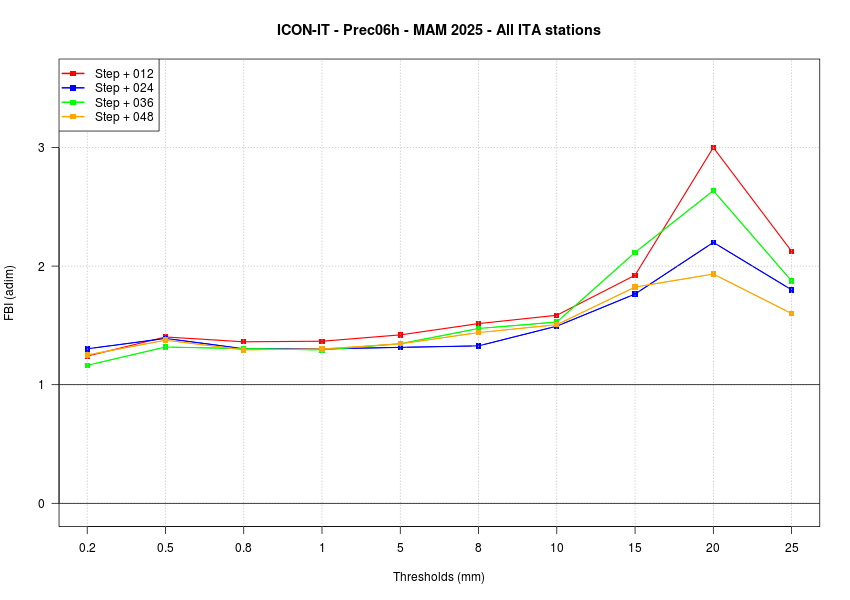 ICON-IT - Prec06h - MAM 2025 - All ITA stations
Step + 012
Step + 024
Step + 036
Step + 048
3
2
1
0
FBI (adim)
0.2 0.5 0.8 1 5 8 10 15 20 25
Thresholds (mm)